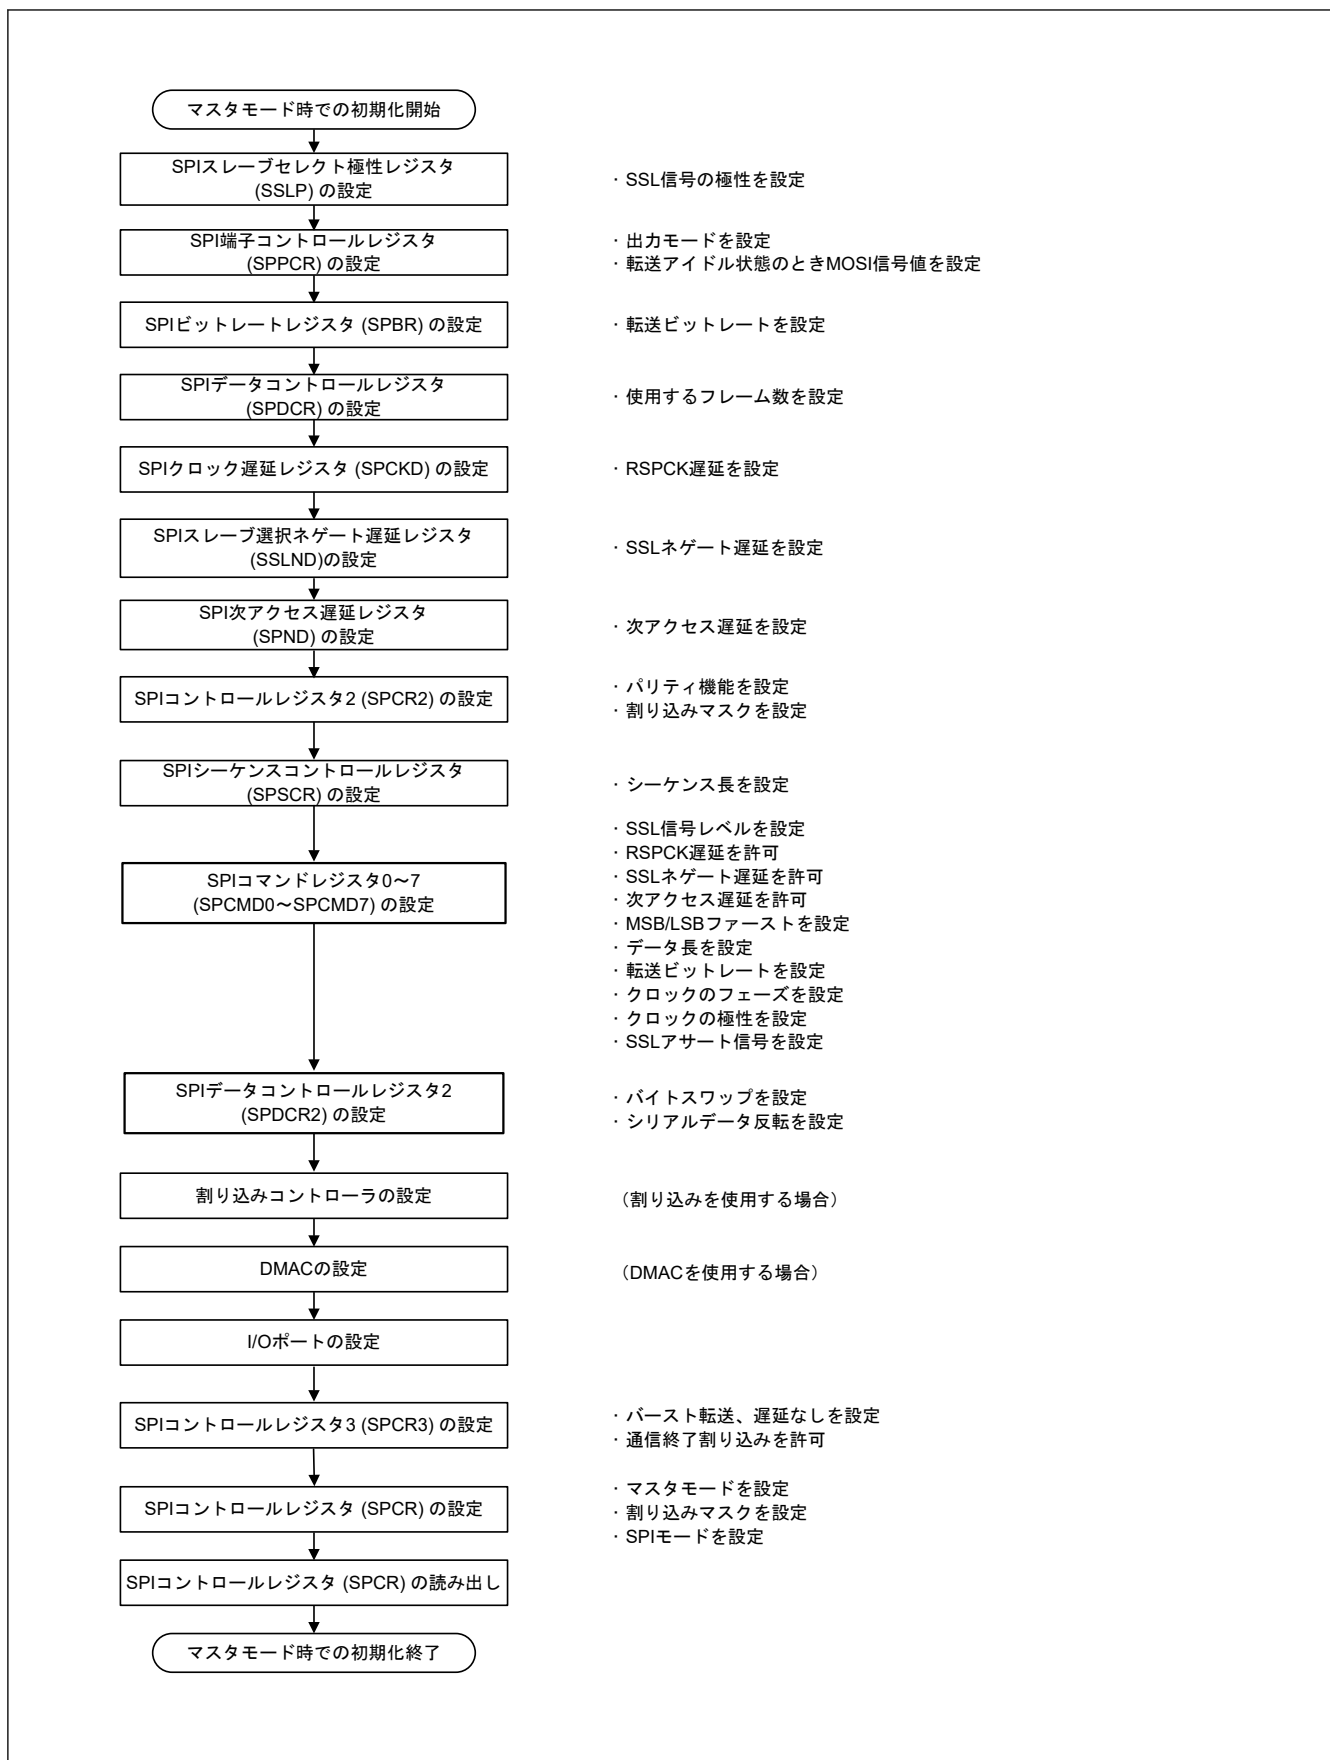 マスタモード時での初期化開始
SPIスレーブセレクト極性レジスタ
(SSLP) の設定
・SSL信号の極性を設定
SPI端子コントロールレジスタ
(SPPCR) の設定
・出力モードを設定
・転送アイドル状態のときMOSI信号値を設定
SPIビットレートレジスタ (SPBR) の設定
・転送ビットレートを設定
SPIデータコントロールレジスタ
(SPDCR) の設定
・使用するフレーム数を設定
SPIクロック遅延レジスタ (SPCKD) の設定
・RSPCK遅延を設定
SPIスレーブ選択ネゲート遅延レジスタ
(SSLND)の設定
・SSLネゲート遅延を設定
SPI次アクセス遅延レジスタ
(SPND) の設定
・次アクセス遅延を設定
SPIコントロールレジスタ2 (SPCR2) の設定
・パリティ機能を設定
・割り込みマスクを設定
SPIシーケンスコントロールレジスタ
(SPSCR) の設定
・シーケンス長を設定
SPIコマンドレジスタ0～7
(SPCMD0～SPCMD7) の設定
・SSL信号レベルを設定
・RSPCK遅延を許可
・SSLネゲート遅延を許可
・次アクセス遅延を許可
・MSB/LSBファーストを設定
・データ長を設定
・転送ビットレートを設定
・クロックのフェーズを設定
・クロックの極性を設定
・SSLアサート信号を設定
SPIデータコントロールレジスタ2
(SPDCR2) の設定
・バイトスワップを設定
・シリアルデータ反転を設定
割り込みコントローラの設定
（割り込みを使用する場合）
DMACの設定
（DMACを使用する場合）
I/Oポートの設定
SPIコントロールレジスタ3 (SPCR3) の設定
・バースト転送、遅延なしを設定
・通信終了割り込みを許可
SPIコントロールレジスタ (SPCR) の設定
・マスタモードを設定
・割り込みマスクを設定
・SPIモードを設定
SPIコントロールレジスタ (SPCR) の読み出し
マスタモード時での初期化終了